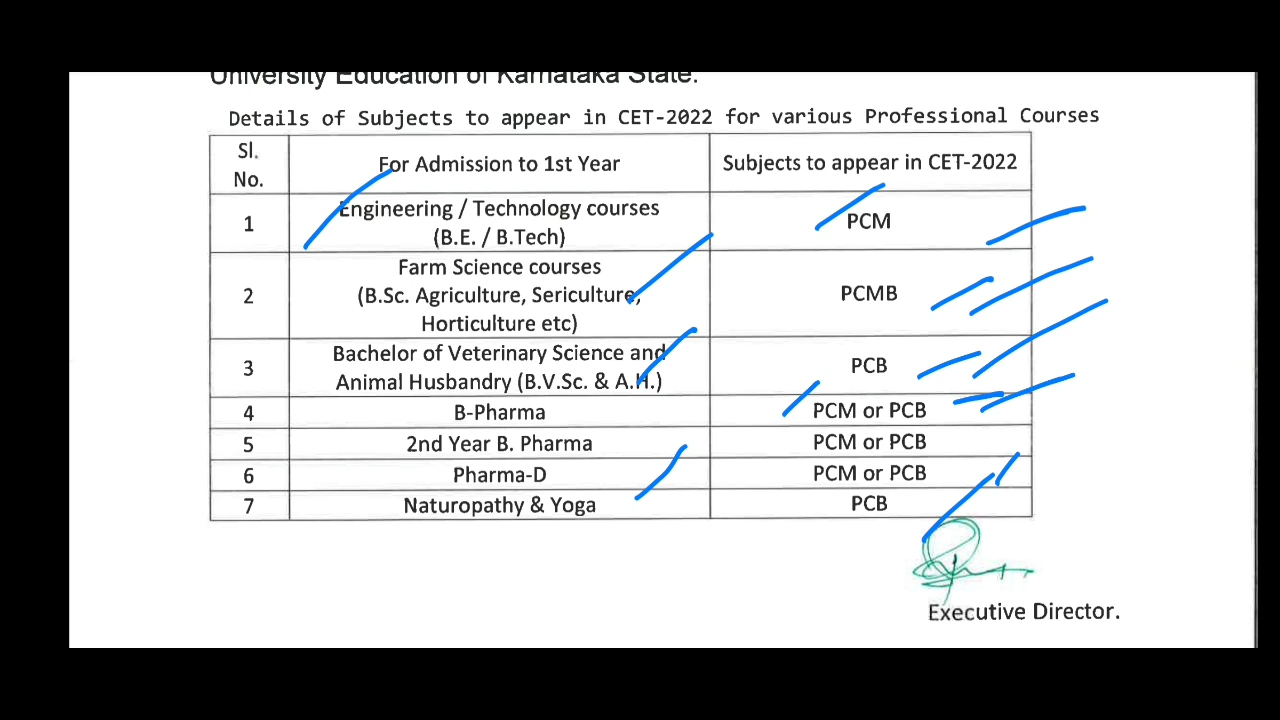 University Education of Karnataka State.
Details of Subjects to appear in CET-2022 for various Professional Courses
Sl. No. For Admission to 1st Year Subjects to appear in CET-2022
1 Engineering / Technology courses (B.E. / B.Tech) PCM
2 Farm Science courses (B.Sc. Agriculture, Sericulture, Horticulture etc) PCMB
3 Bachelor of Veterinary Science and Animal Husbandry (B.V.Sc. & A.H.) PCB
4 B-Pharma PCM or PCB
5 2nd Year B. Pharma PCM or PCB
6 Pharma-D PCM or PCB
7 Naturopathy & Yoga PCB
Executive Director.